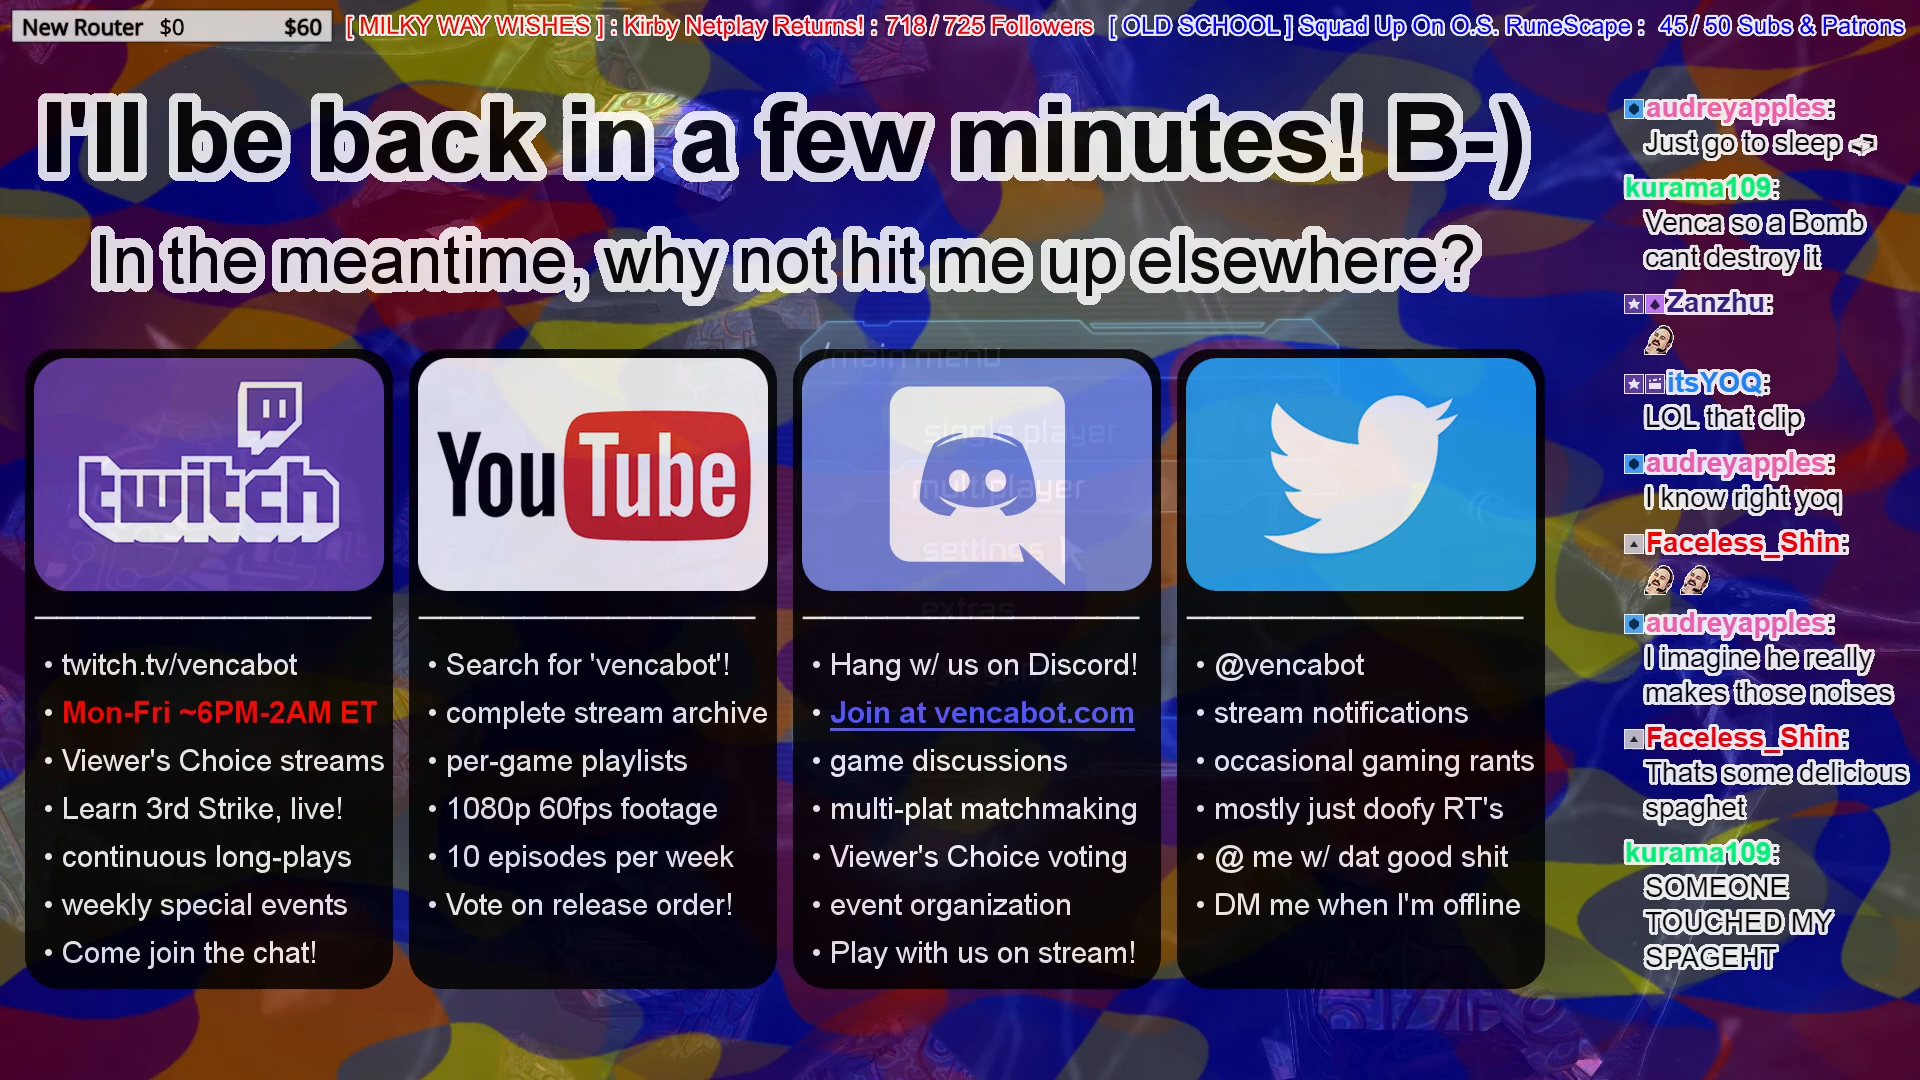 New Router $0 $60
[ MILKY WAY WISHES ] : Kirby Netplay Returns! : 718 / 725 Followers [ OLD SCHOOL ] Squad Up On O.S. RuneScape : 45 / 50 Subs & Patrons
I'll be back in a few minutes! B-)
In the meantime, why not hit me up elsewhere?
/main menu
single player
multiplayer
settings
extras
twitch
• twitch.tv/vencabot
• Mon-Fri ~6PM-2AM ET
• Viewer's Choice streams
• Learn 3rd Strike, live!
• continuous long-plays
• weekly special events
• Come join the chat!
YouTube
• Search for 'vencabot'!
• complete stream archive
• per-game playlists
• 1080p 60fps footage
• 10 episodes per week
• Vote on release order!
• Hang w/ us on Discord!
• Join at vencabot.com
• game discussions
• multi-plat matchmaking
• Viewer's Choice voting
• event organization
• Play with us on stream!
• @vencabot
• stream notifications
• occasional gaming rants
• mostly just doofy RT's
• @ me w/ dat good shit
• DM me when I'm offline
audreyapples:
Just go to sleep
kurama109:
Venca so a Bomb
cant destroy it
Zanzhu:
itsYOQ:
LOL that clip
audreyapples:
I know right yoq
Faceless_Shin:
audreyapples:
I imagine he really
makes those noises
Faceless_Shin:
Thats some delicious
spaghet
kurama109:
SOMEONE
TOUCHED MY
SPAGEHT